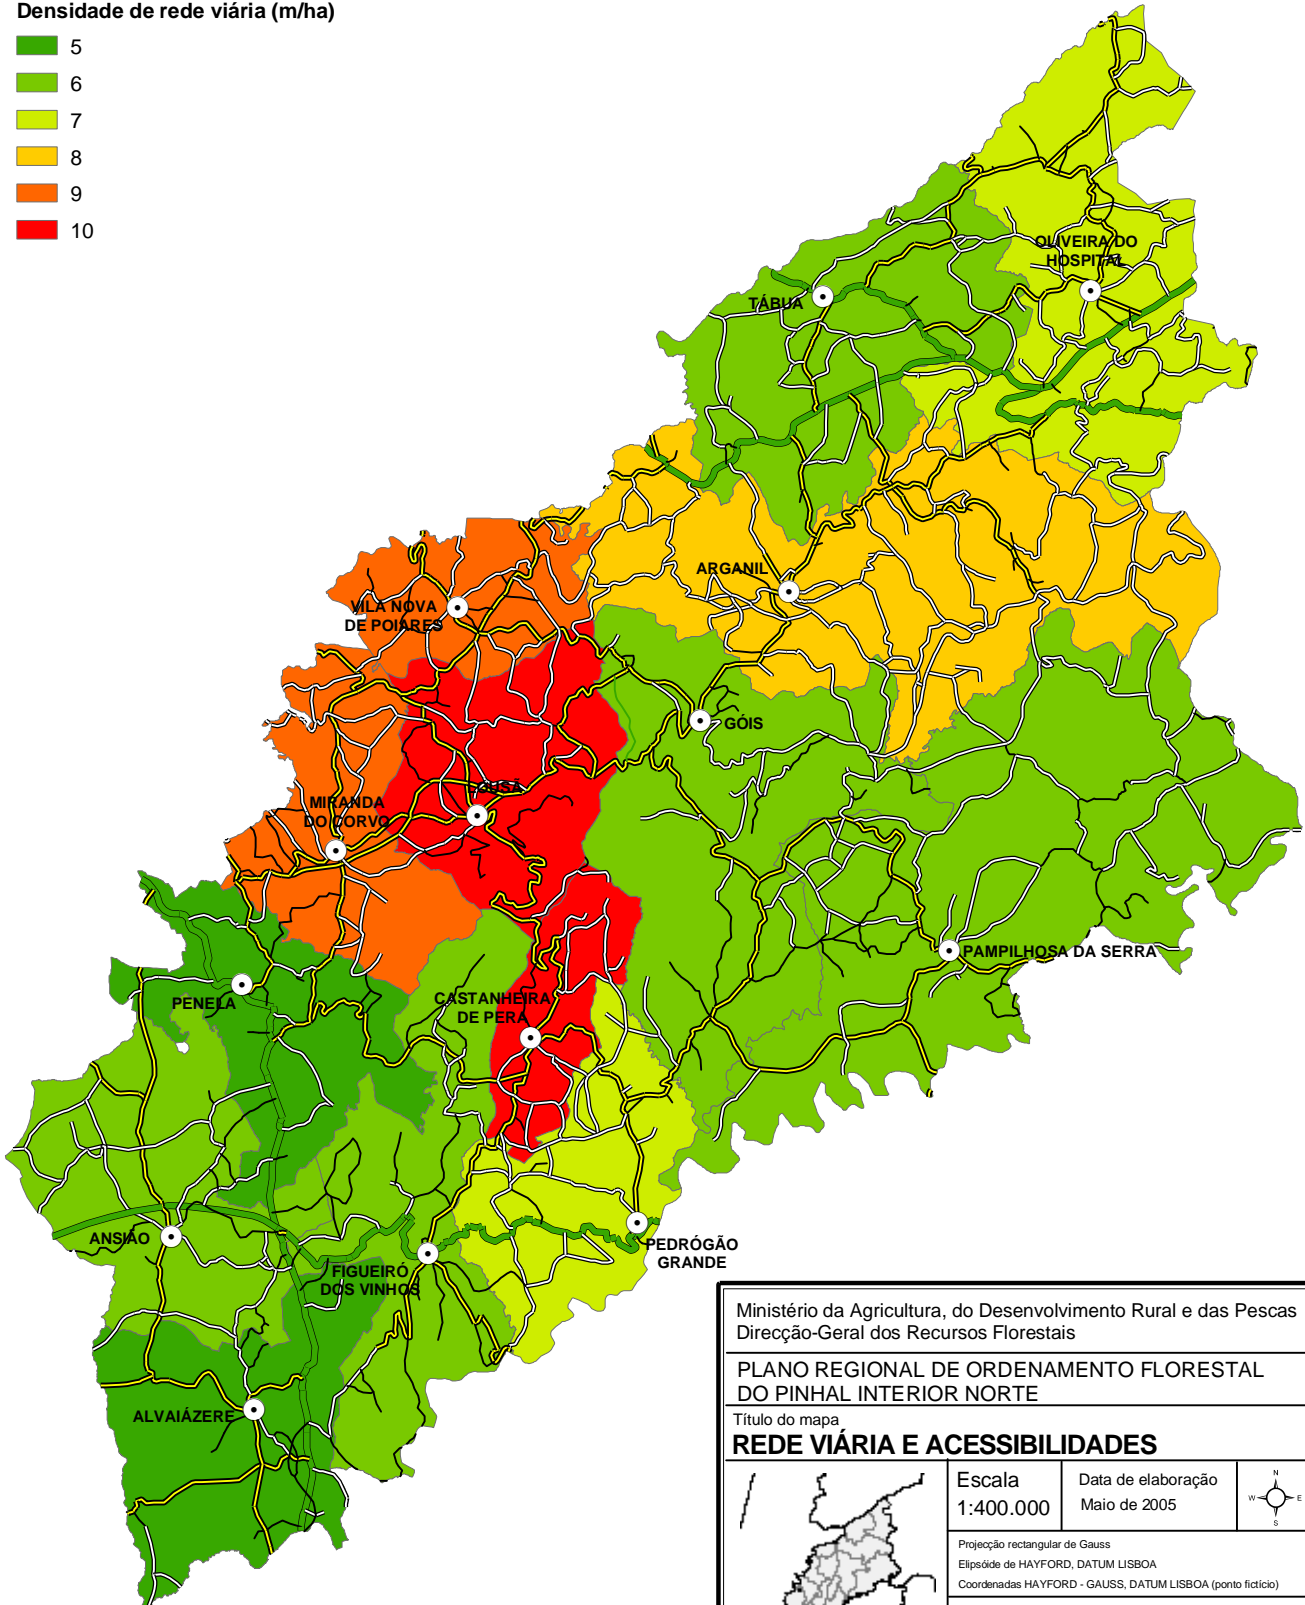 Densidade de rede viária (m/ha)
5
6
7
8
9
10
OLIVEIRA DO
HOSPITAL
TÁBUA
ARGANIL
VILA NOVA
DE POIARES
GÓIS
LOUSÃ
MIRANDA
DO CORVO
PAMPILHOSA DA SERRA
PENELA
CASTANHEIRA
DE PERA
ANSIÃO
PEDRÓGÃO
GRANDE
FIGUEIRÓ
DOS VINHOS
ALVAIÁZERE
Ministério da Agricultura, do Desenvolvimento Rural e das Pescas
Direcção-Geral dos Recursos Florestais
PLANO REGIONAL DE ORDENAMENTO FLORESTAL
DO PINHAL INTERIOR NORTE
Título do mapa
REDE VIÁRIA E ACESSIBILIDADES
Escala
1:400.000
Data de elaboração
Maio de 2005
N
W E
S
Projecção rectangular de Gauss
Elipsóide de HAYFORD, DATUM LISBOA
Coordenadas HAYFORD - GAUSS, DATUM LISBOA (ponto fictício)